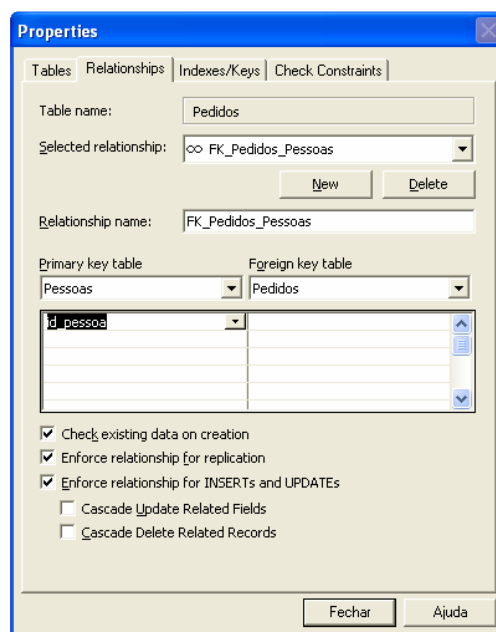 Properties
Tables Relationships Indexes/Keys Check Constraints
Table name: Pedidos
Selected relationship: FK_Pedidos_Pessoas
New Delete
Relationship name: FK_Pedidos_Pessoas
Primary key table Foreign key table
Pessoas Pedidos
id_pessoa
Check existing data on creation
Enforce relationship for replication
Enforce relationship for INSERTs and UPDATEs
Cascade Update Related Fields
Cascade Delete Related Records
Fechar Ajuda